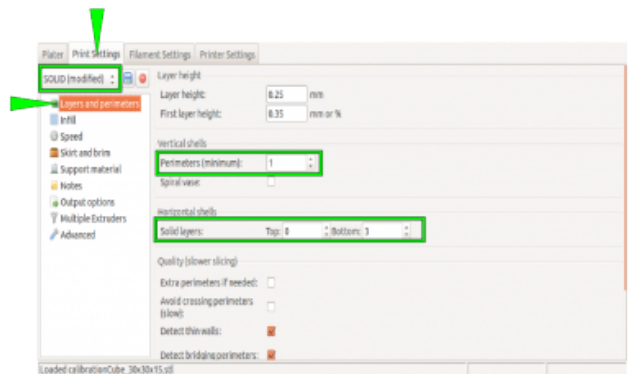 Plater Print Settings Filament Settings Printer Settings
SOLID (modified)
Layers and perimeters
Infill
Speed
Skirt and brim
Support material
Notes
Output options
Multiple Extruders
Advanced
Layer height
Layer height: 0.25 mm
First layer height: 0.35 mm or %
Vertical shells
Perimeters (minimum): 1
Spiral vase:
Horizontal shells
Solid layers: Top: 0 Bottom: 3
Quality (slower slicing)
Extra perimeters if needed:
Avoid crossing perimeters
(slow):
Detect thin walls:
Detect bridging perimeters:
Loaded calibrationCube_30x30x15.stl